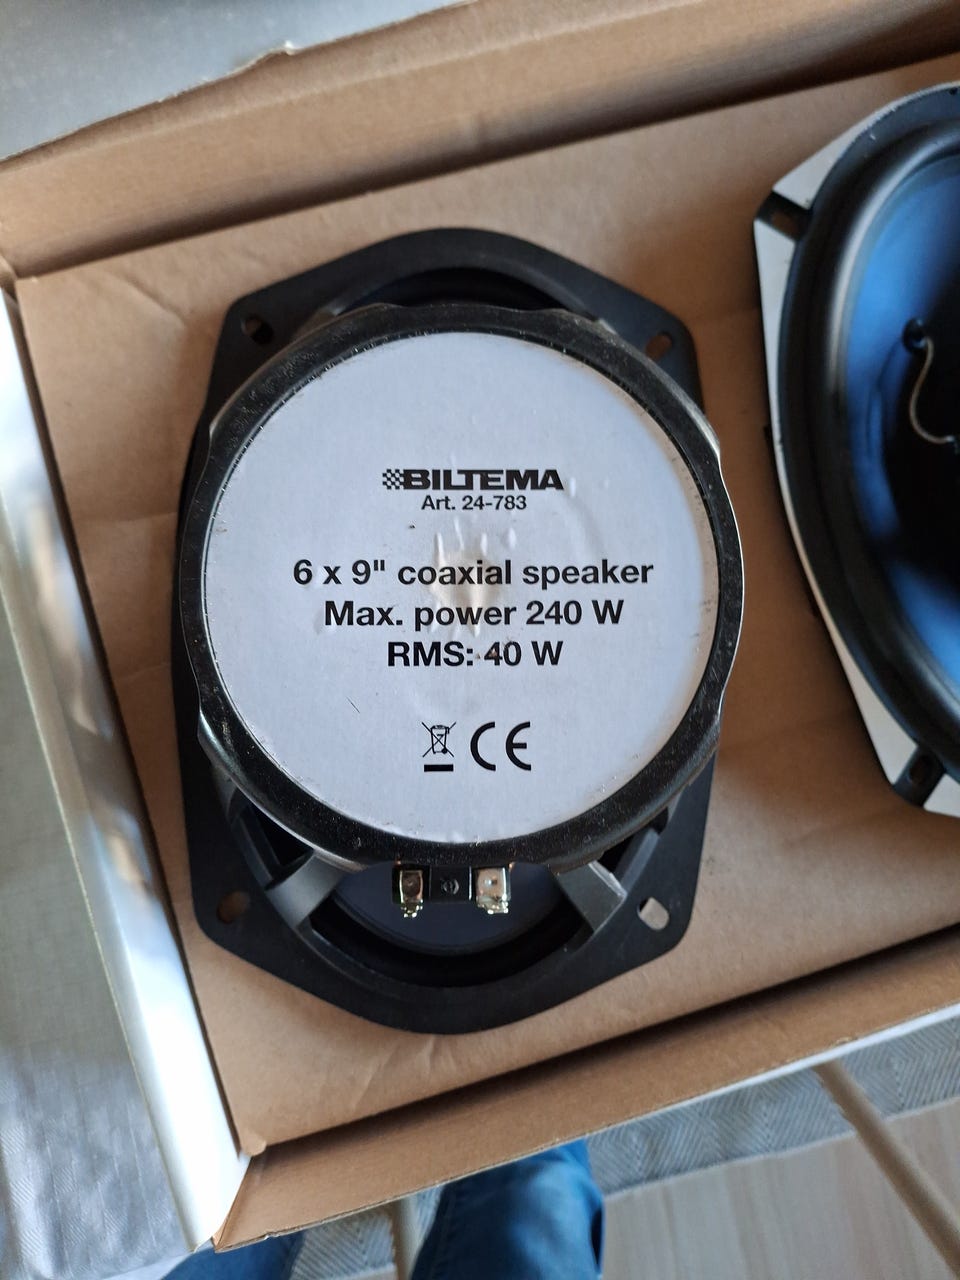 BILTEMA
Art. 24-783
6 x 9" coaxial speaker
Max. power 240 W
RMS: 40 W
CE